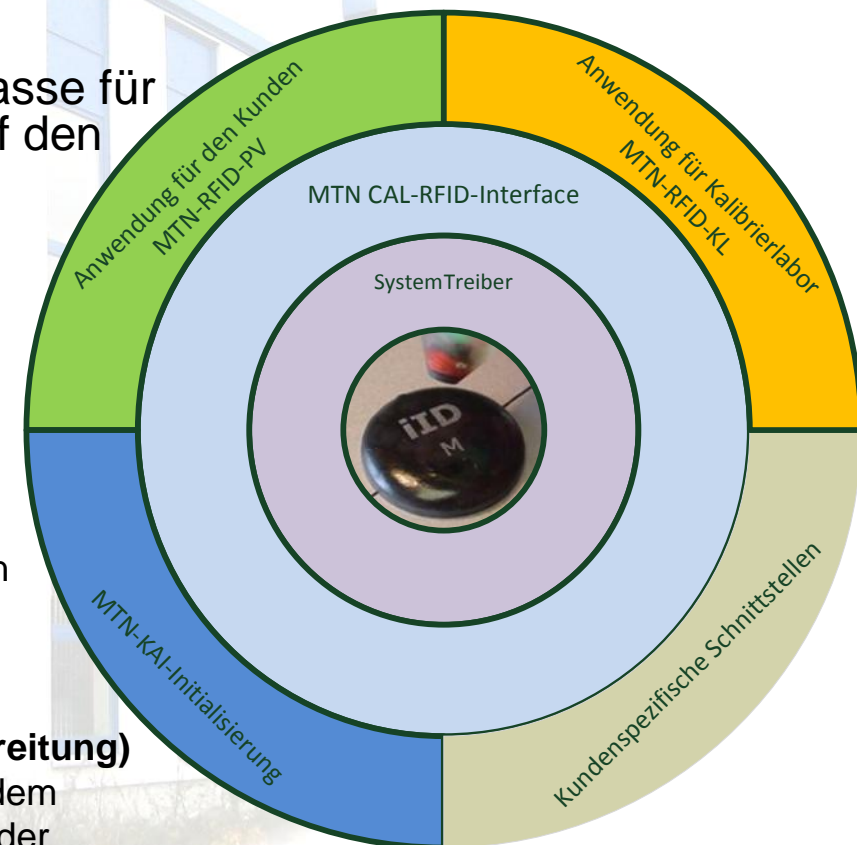 asse für
f den
Anwendung für den Kunden
MTN-RFID-PV
Anwendung für Kalibrierlabor
MTN-RFID-KL
MTN CAL-RFID-Interface
SystemTreiber
iID
M
n
MTN-KAI-Initialisierung
Kundenspezifische Schnittstellen
reitung)
dem
der